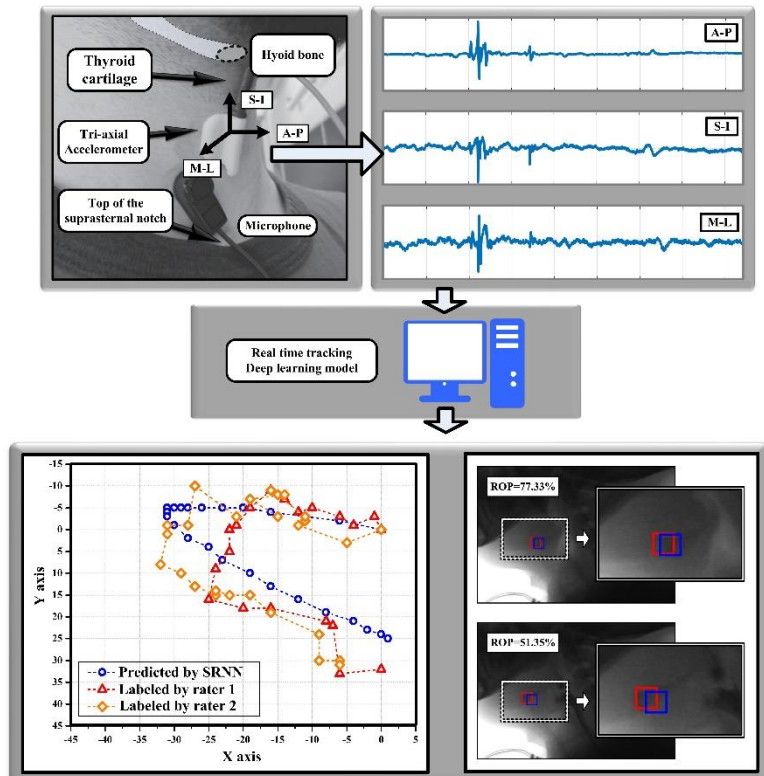 Hyoid bone
Thyroid
cartilage
S-I
Tri-axial
Accelerometer
A-P
M-L
Top of the
suprasternal notch
Microphone
A-P
S-I
M-L
Real time tracking
Deep learning model
-15
-10
-5
0
5
10
15
20
25
30
35
40
45
Y axis
Predicted by SRNN
Labeled by rater 1
Labeled by rater 2
-45 -40 -35 -30 -25 -20 -15 -10 -5 0 5
X axis
ROP=77.33%
ROP=51.35%